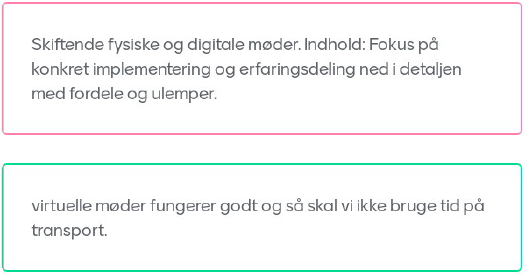 Skiftende fysiske og digitale møder. Indhold: Fokus på
konkret implementering og erfaringsdeling ned i detaljen
med fordele og ulemper.
virtuelle møder fungerer godt og så skal vi ikke bruge tid på
transport.